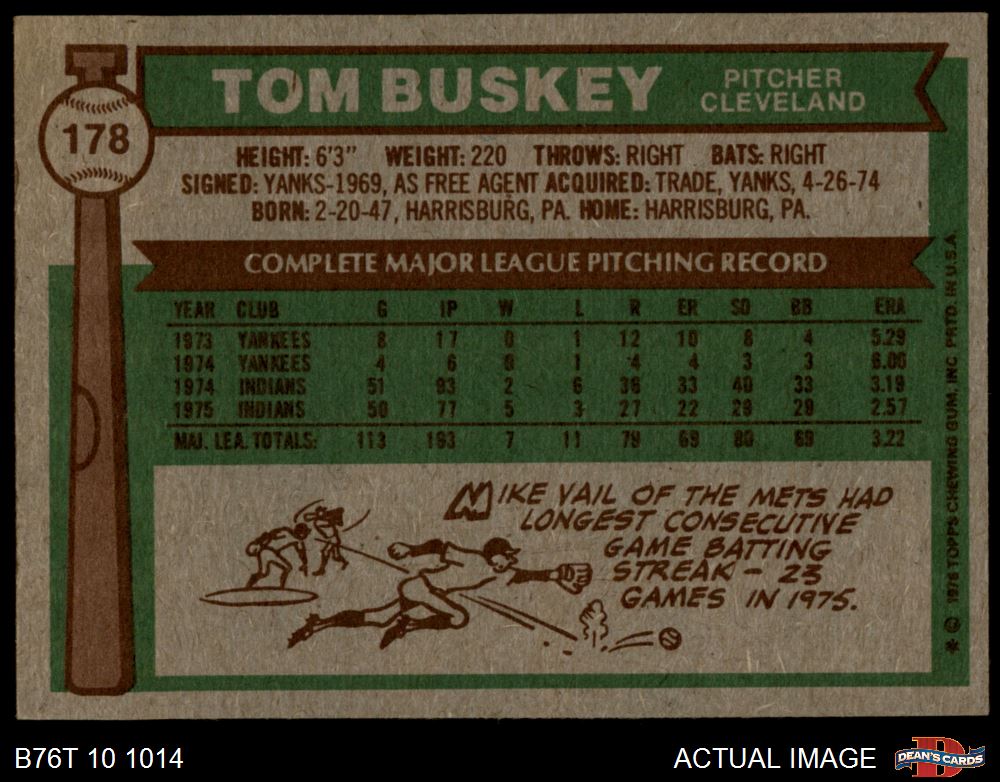 TOM BUSKEY
PITCHER
CLEVELAND
178
HEIGHT: 6'3" WEIGHT: 220 THROWS: RIGHT BATS: RIGHT
SIGNED: YANKS-1969, AS FREE AGENT ACQUIRED: TRADE, YANKS, 4-26-74
BORN: 2-20-47, HARRISBURG, PA. HOME: HARRISBURG, PA.
COMPLETE MAJOR LEAGUE PITCHING RECORD
YEAR CLUB G IP W L R ER SO BB ERA
1973 YANKEES 8 17 0 1 12 10 8 4 5.29
1974 YANKEES 4 6 0 1 4 4 3 3 6.00
1974 INDIANS 51 93 2 6 36 33 40 33 3.19
1975 INDIANS 50 77 5 3 27 22 29 29 2.57
MAJ. LEA. TOTALS: 113 193 7 11 79 69 80 69 3.22
MIKE VAIL OF THE METS HAD
LONGEST CONSECUTIVE
GAME BATTING
STREAK - 23
GAMES IN 1975.
* © 1976 TOPPS CHEWING GUM, INC PRTD. IN U.S.A.
B76T 10 1014
ACTUAL IMAGE
D
DEAN'S CARDS